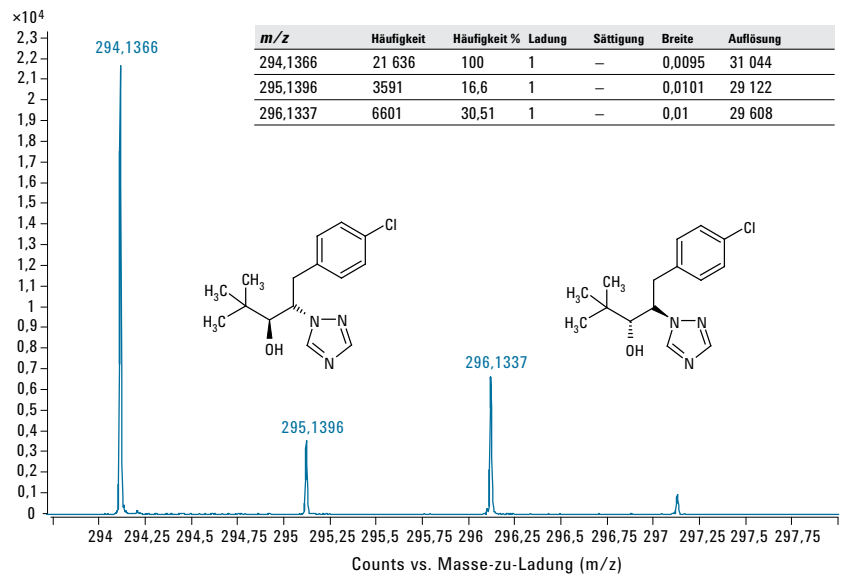 ×10⁴
m/z Häufigkeit Häufigkeit % Ladung Sättigung Breite Auflösung
294,1366 21 636 100 1 – 0,0095 31 044
295,1396 3591 16,6 1 – 0,0101 29 122
296,1337 6601 30,51 1 – 0,01 29 608
2,3
2,2
2,1
2
1,9
1,8
1,7
1,6
1,5
1,4
1,3
1,2
1,1
1
0,9
0,8
0,7
0,6
0,5
0,4
0,3
0,2
0,1
0
294,1366
295,1396
296,1337
Cl
CH₃
H₃C
H₃C
OH
N
N
N
Cl
CH₃
H₃C
H₃C
OH
N
N
N
294 294,25 294,5 294,75 295 295,25 295,5 295,75 296 296,25 296,5 296,75 297 297,25 297,5 297,75
Counts vs. Masse-zu-Ladung (m/z)